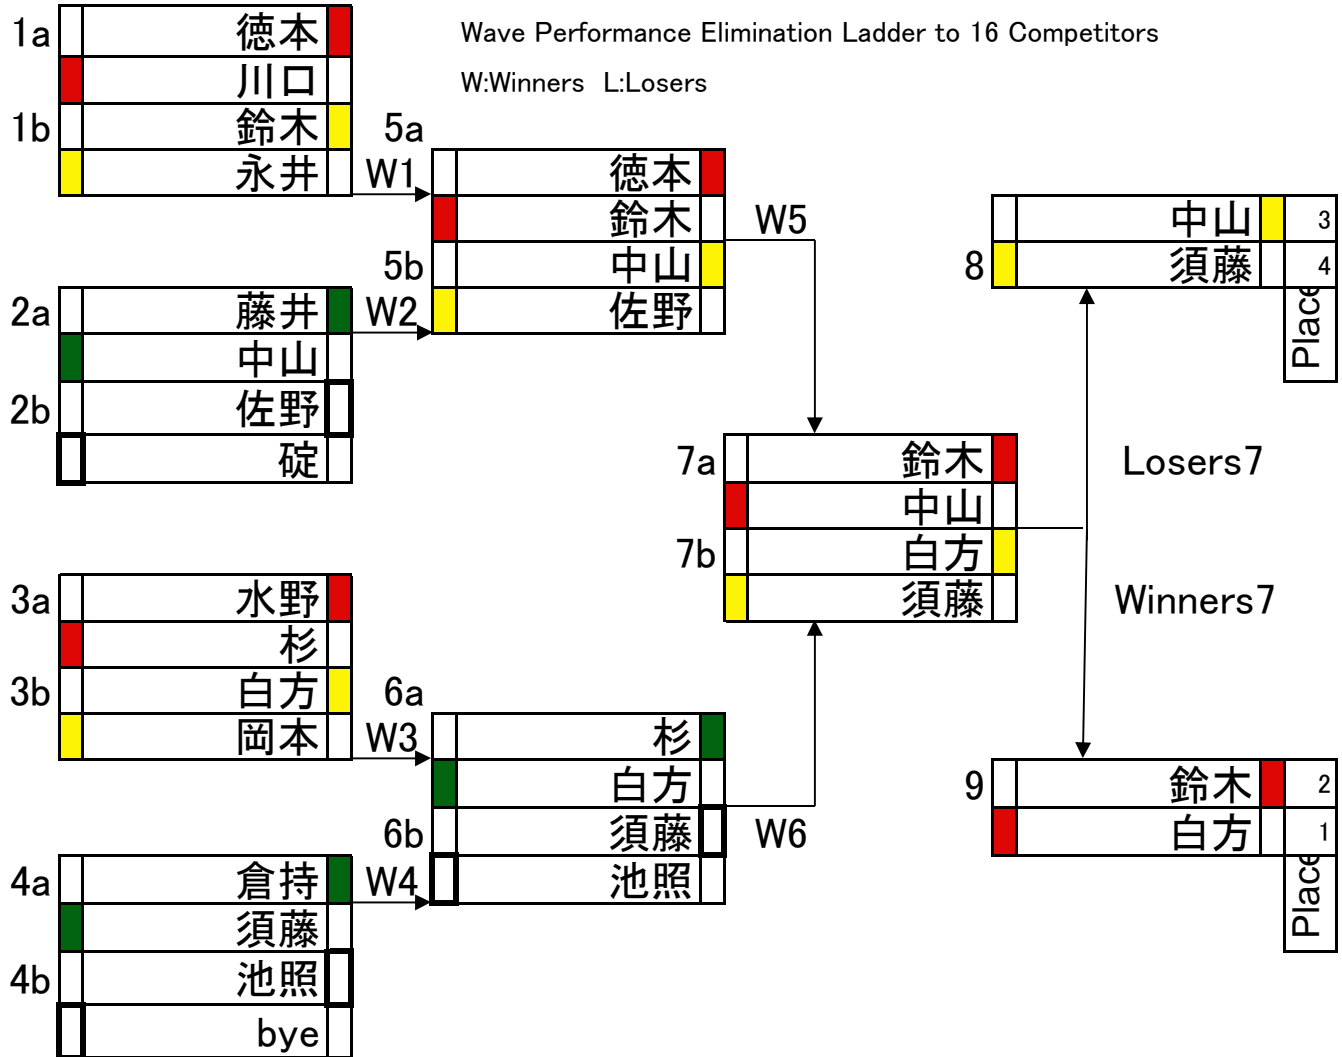 Wave Performance Elimination Ladder to 16 Competitors
W:Winners L:Losers
1a
徳本
川口
1b
鈴木
永井
W1
2a
藤井
中山
2b
佐野
碇
W2
3a
水野
杉
3b
白方
岡本
W3
4a
倉持
須藤
4b
池照
bye
W4
5a
徳本
鈴木
5b
中山
佐野
W5
6a
杉
白方
6b
須藤
池照
W6
7a
鈴木
中山
7b
白方
須藤
Losers7
Winners7
中山 3
8 須藤 4
Place
9 鈴木 2
白方 1
Place